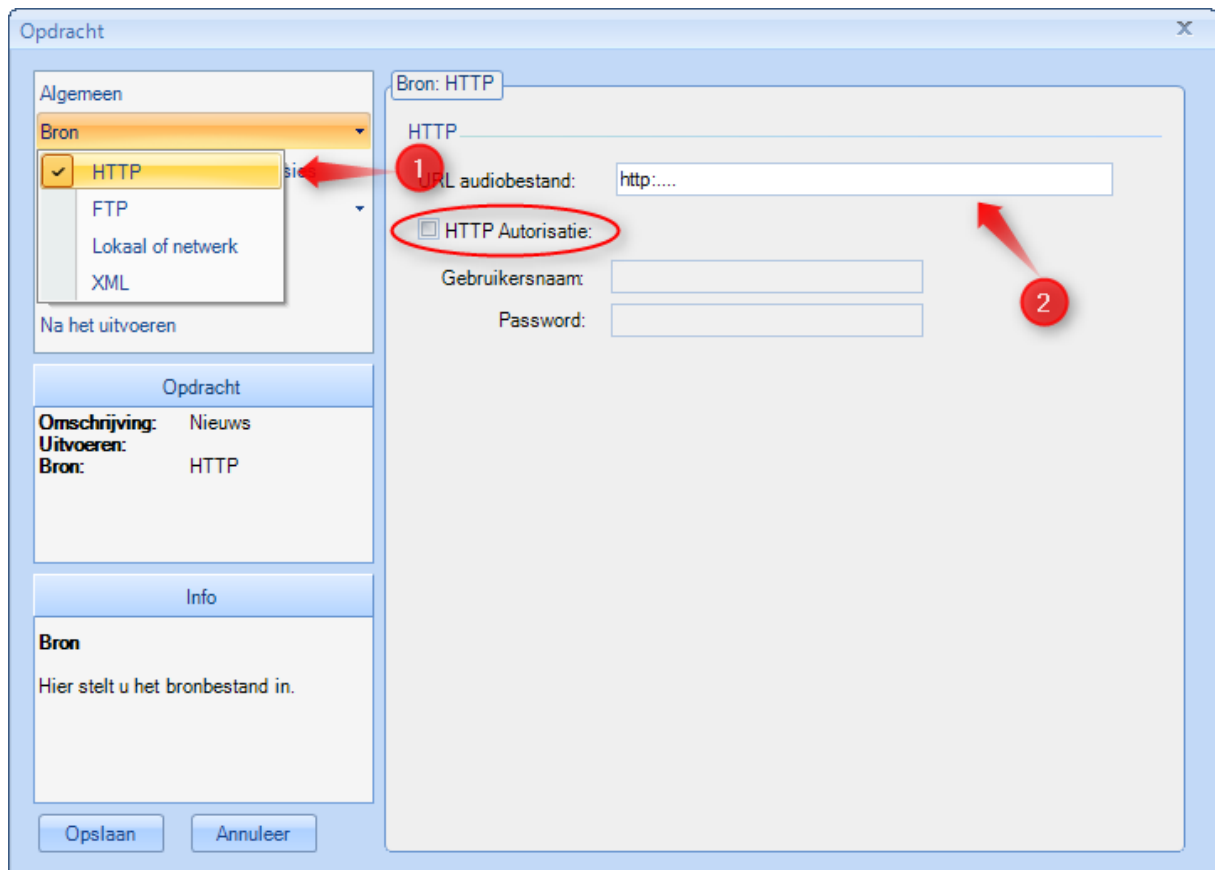 Opdracht
x
Algemeen
Bron
HTTP
FTP
Lokaal of netwerk
XML
Na het uitvoeren
Opdracht
Omschrijving: Nieuws
Uitvoeren:
Bron: HTTP
Info
Bron
Hier stelt u het bronbestand in.
Opslaan
Annuleer
Bron: HTTP
HTTP
1
URL audiobestand: http:....
HTTP Autorisatie:
Gebruikersnaam:
Password:
2